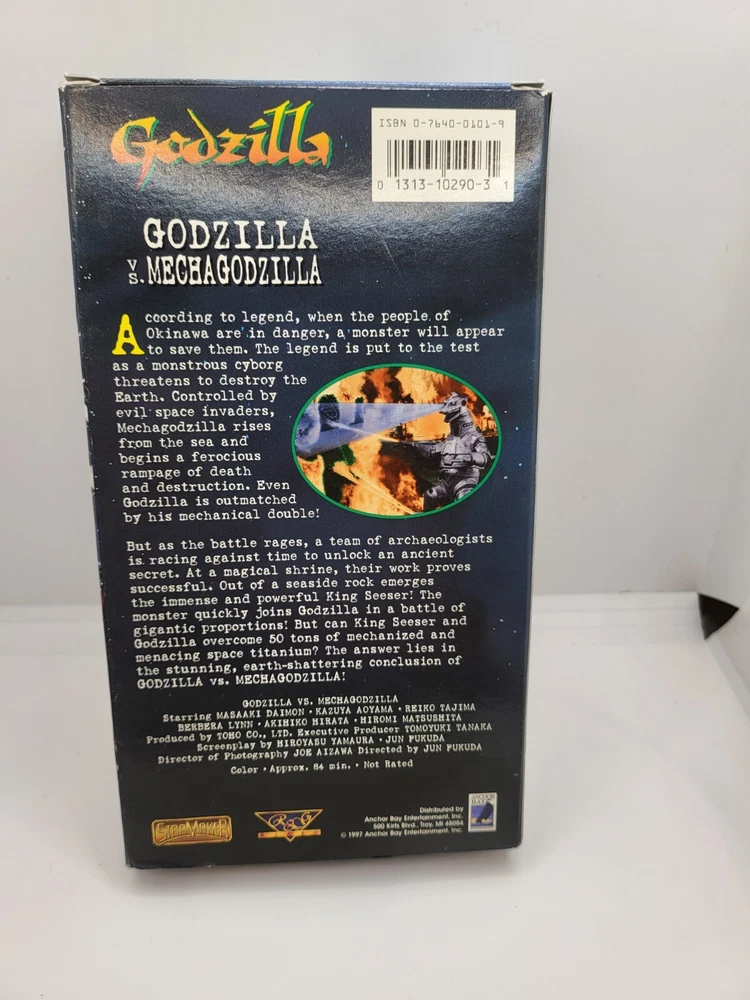 Godzilla
ISBN 0-7640-0101-9
0 1313-10290-3 1
GODZILLA
VS. MECHAGODZILLA
According to legend, when the people of
Okinawa are in danger, a monster will appear
to save them. The legend is put to the test
as a monstrous cyborg
threatens to destroy the
Earth. Controlled by
evil space invaders,
Mechagodzilla rises
from the sea and
begins a ferocious
rampage of death
and destruction. Even
Godzilla is outmatched
by his mechanical double!
But as the battle rages, a team of archaeologists
is racing against time to unlock an ancient
secret. At a magical shrine, their work proves
successful. Out of a seaside rock emerges
the immense and powerful King Seeser! The
monster quickly joins Godzilla in a battle of
gigantic proportions! But can King Seeser and
Godzilla overcome 50 tons of mechanized and
menacing space titanium? The answer lies in
the stunning, earth-shattering conclusion of
GODZILLA vs. MECHAGODZILLA!
GODZILLA VS. MECHAGODZILLA
Starring MASAAKI DAIMON · KAZUYA AOYAMA · REIKO TAJIMA
BERBERA LYNN · AKIHIKO HIRATA · HIROMI MATSUSHITA
Produced by TOHO CO., LTD. Executive Producer TOMOYUKI TANAKA
Screenplay by HIROYASU YAMAURA · JUN FUKUDA
Director of Photography JOE AIZAWA Directed by JUN FUKUDA
Color · Approx. 84 min. · Not Rated
STARMAKER
R&G
VIDEO
Distributed by
Anchor Bay Entertainment, Inc.
500 Kirts Blvd., Troy, MI 48084
© 1997 Anchor Bay Entertainment, Inc.
ANCHOR
BAY